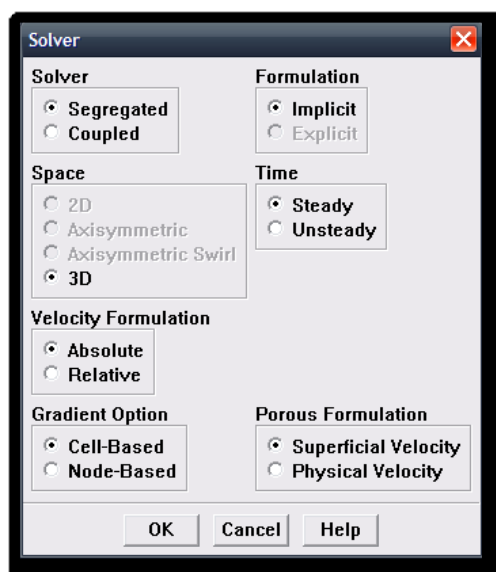 Solver
Solver
Segregated
Coupled
Formulation
Implicit
Explicit
Space
2D
Axisymmetric
Axisymmetric Swirl
3D
Time
Steady
Unsteady
Velocity Formulation
Absolute
Relative
Gradient Option
Cell-Based
Node-Based
Porous Formulation
Superficial Velocity
Physical Velocity
OK Cancel Help